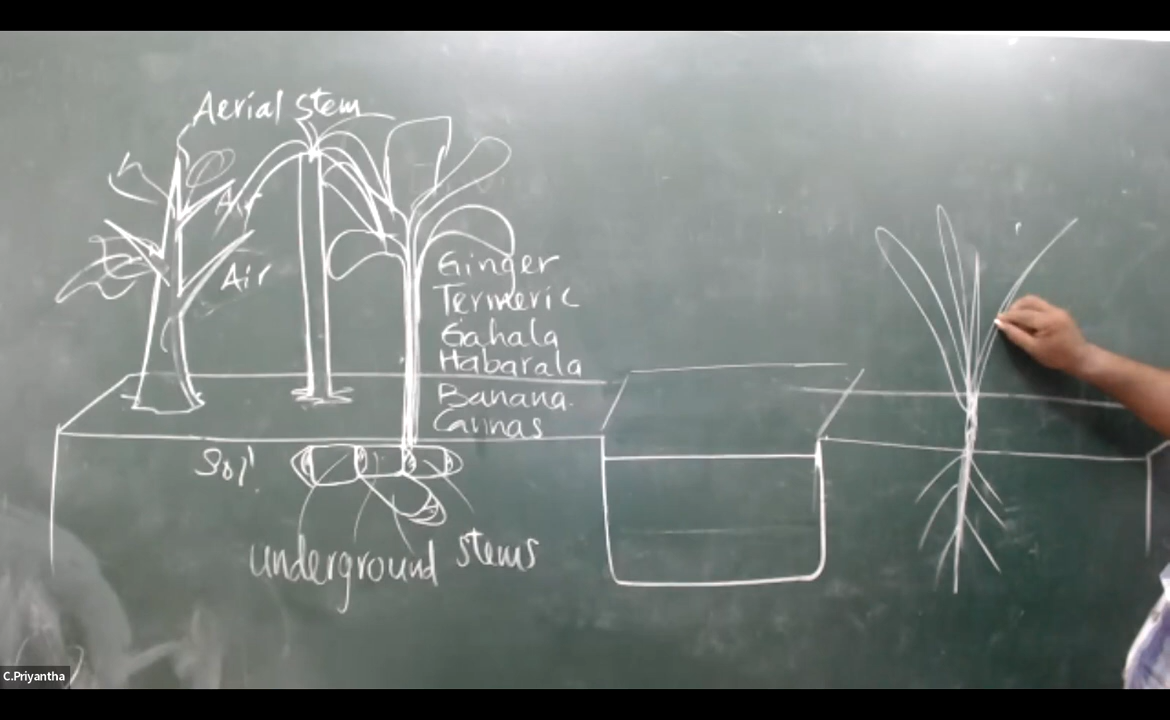 Aerial stem
Air
Air
Ginger
Termeric
Gahala
Habarala
Banana
Cannas
Soil
underground stems
C.Priyantha